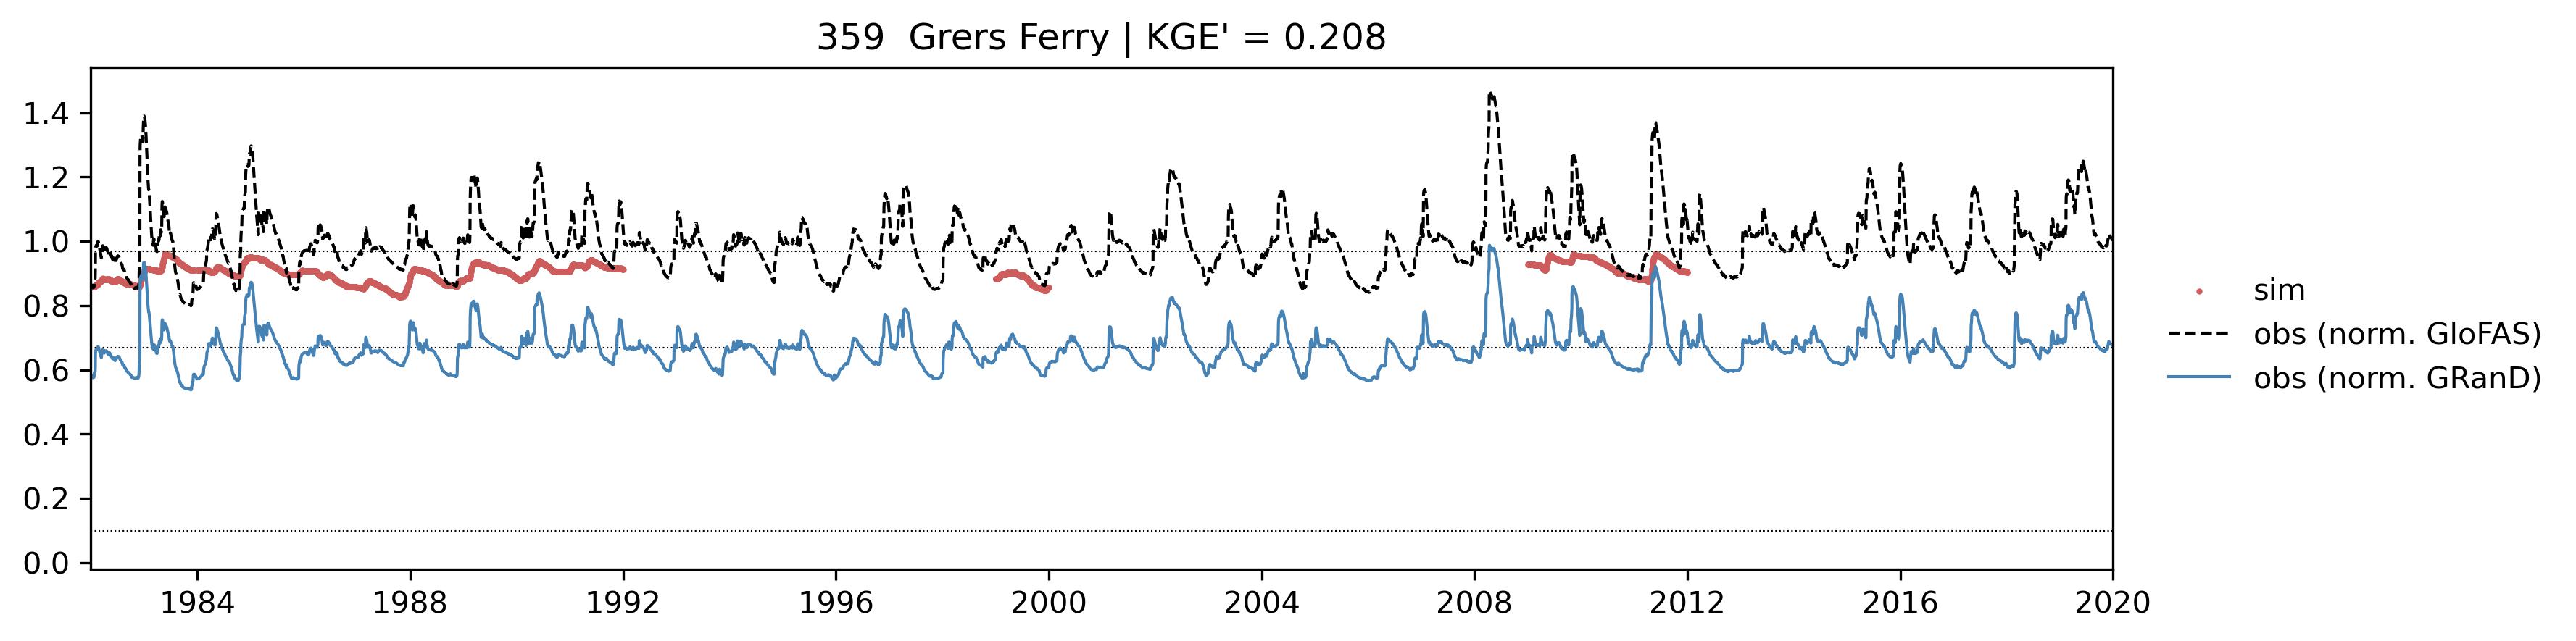 359  Grers Ferry | KGE' = 0.208
1.4
1.2
1.0
0.8
0.6
0.4
0.2
0.0
1984 1988 1992 1996 2000 2004 2008 2012 2016 2020
sim
obs (norm. GloFAS)
obs (norm. GRanD)